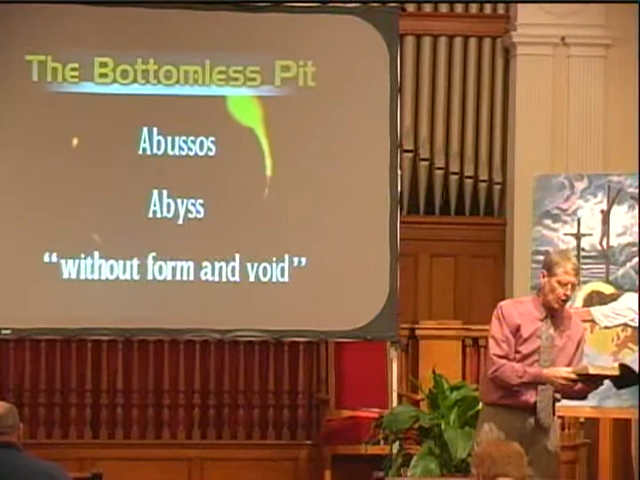 The Bottomless Pit
Abussos
Abyss
“without form and void”